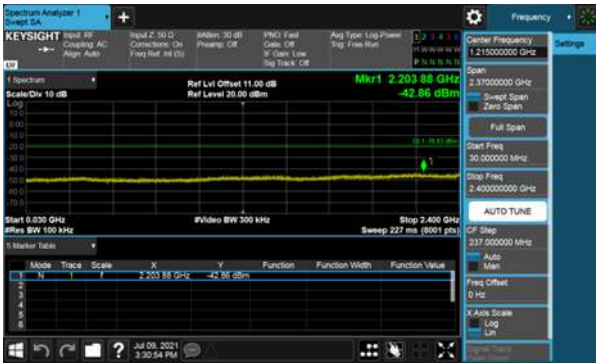 Spectrum Analyzer 1
Swept SA
Frequency
KEYSIGHT
Input: RF
Coupling: AC
Align: Auto
Input Z: 50 Ω
Corrections: On
Freq Ref: Int (S)
#Atten: 30 dB
Preamp: Off
PNO: Fast
Gate: Off
IF Gain: Low
Sig Track: Off
Avg Type: Log-Power
Trig: Free Run
1 2 3 4 5 6
Center Frequency
1.215000000 GHz
Settings
1 Spectrum
Scale/Div 10 dB
Ref Lvl Offset 11.00 dB
Ref Level 20.00 dBm
Mkr1 2.203 88 GHz
-42.86 dBm
Log
10.0
0.00
-10.0
-20.0
-30.0
-40.0
-50.0
-60.0
-70.0
1
Start 0.030 GHz
#Res BW 100 kHz
#Video BW 300 kHz
Stop 2.400 GHz
Sweep 227 ms (8001 pts)
Span
2.37000000 GHz
Swept Span
Zero Span
Full Span
Start Freq
30.000000 MHz
Stop Freq
2.400000000 GHz
AUTO TUNE
CF Step
237.000000 MHz
Auto
Man
Freq Offset
0 Hz
X Axis Scale
Log
Lin
Signal Track
5 Marker Table
Mode Trace Scale X Y Function Function Width Function Value
1 N 1 f 2.203 88 GHz -42.86 dBm
2
3
4
5
6
Jul 09, 2021
3:30:54 PM